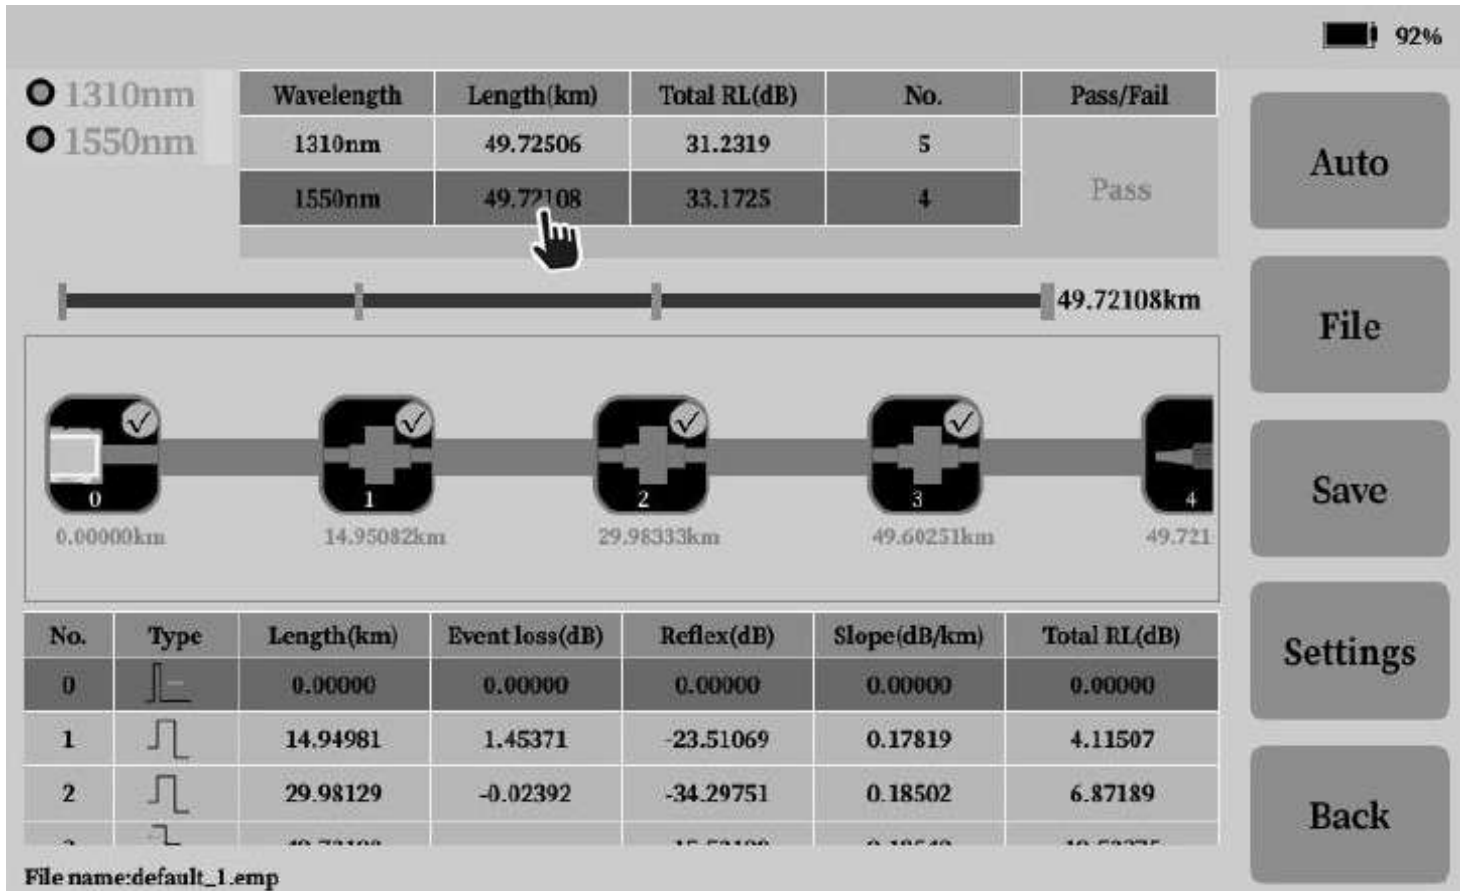 92%
1310nm
1550nm
Wavelength Length(km) Total RL(dB) No. Pass/Fail
1310nm 49.72506 31.2319 5
1550nm 49.72108 33.1725 4
Pass
49.72108km
0 1 2 3 4
0.00000km 14.95082km 29.98333km 49.60251km 49.721
No. Type Length(km) Event loss(dB) Reflex(dB) Slope(dB/km) Total RL(dB)
0 0.00000 0.00000 0.00000 0.00000 0.00000
1 14.94981 1.45371 -23.51069 0.17819 4.11507
2 29.98129 -0.02392 -34.29751 0.18502 6.87189
File name:default_1.emp
Auto
File
Save
Settings
Back